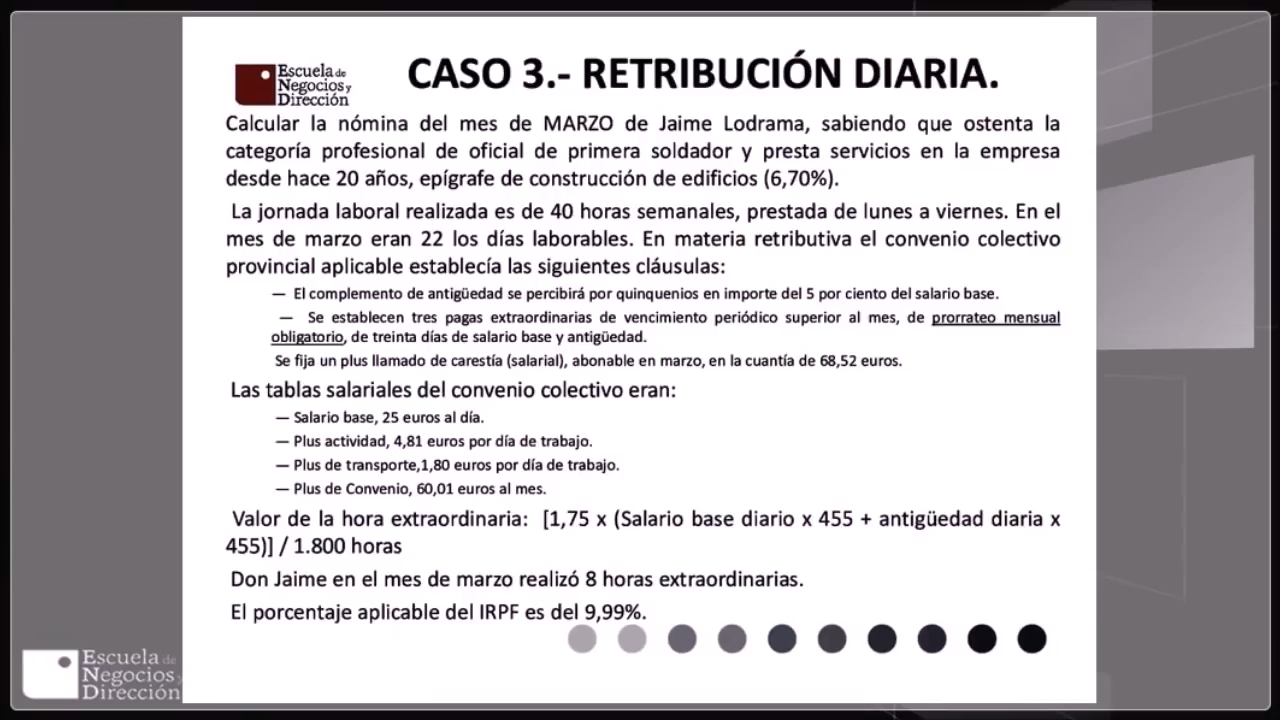 Escuela de
Negocios y
Dirección
CASO 3.- RETRIBUCIÓN DIARIA.
Calcular la nómina del mes de MARZO de Jaime Lodrama, sabiendo que ostenta la
categoría profesional de oficial de primera soldador y presta servicios en la empresa
desde hace 20 años, epígrafe de construcción de edificios (6,70%).
La jornada laboral realizada es de 40 horas semanales, prestada de lunes a viernes. En el
mes de marzo eran 22 los días laborables. En materia retributiva el convenio colectivo
provincial aplicable establecía las siguientes cláusulas:
— El complemento de antigüedad se percibirá por quinquenios en importe del 5 por ciento del salario base.
— Se establecen tres pagas extraordinarias de vencimiento periódico superior al mes, de prorrateo mensual
obligatorio, de treinta días de salario base y antigüedad.
Se fija un plus llamado de carestía (salarial), abonable en marzo, en la cuantía de 68,52 euros.
Las tablas salariales del convenio colectivo eran:
— Salario base, 25 euros al día.
— Plus actividad, 4,81 euros por día de trabajo.
— Plus de transporte,1,80 euros por día de trabajo.
— Plus de Convenio, 60,01 euros al mes.
Valor de la hora extraordinaria: [1,75 x (Salario base diario x 455 + antigüedad diaria x
455)] / 1.800 horas
Don Jaime en el mes de marzo realizó 8 horas extraordinarias.
El porcentaje aplicable del IRPF es del 9,99%.
Escuela de
Negocios y
Dirección